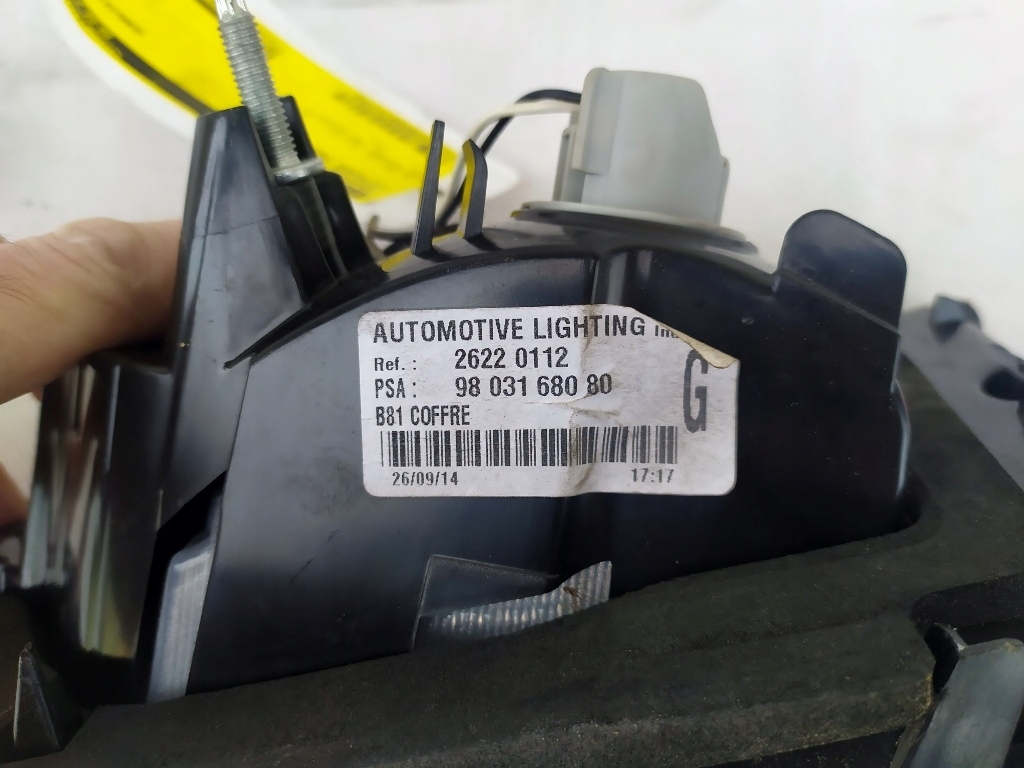 AUTOMOTIVE LIGHTING
Ref. : 2622 0112
PSA : 98 031 680 80
B81 COFFRE
G
26/09/14 17:17